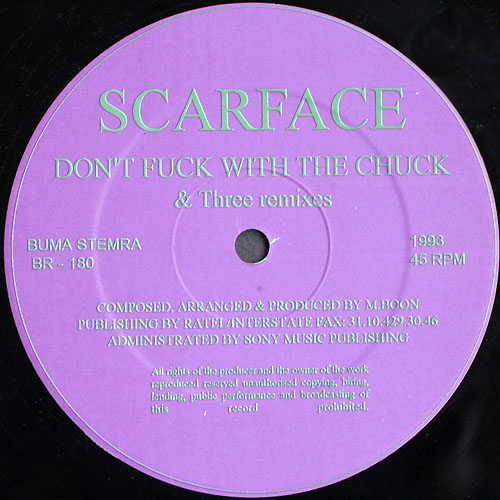 SCARFACE
DON'T FUCK WITH THE CHUCK
& Three remixes
BUMA STEMRA
BR - 180
1993
45 RPM
COMPOSED, ARRANGED & PRODUCED BY M.BOON
PUBLISHING BY RATEL /INTERSTATE FAX: 31.10.429.30.46
ADMINISTRATED BY SONY MUSIC PUBLISHING
All rights of the producer and the owner of the work
reproduced reserved unauthorised copying, hiring,
lending, public performance and broadcasting of
this record prohibited.